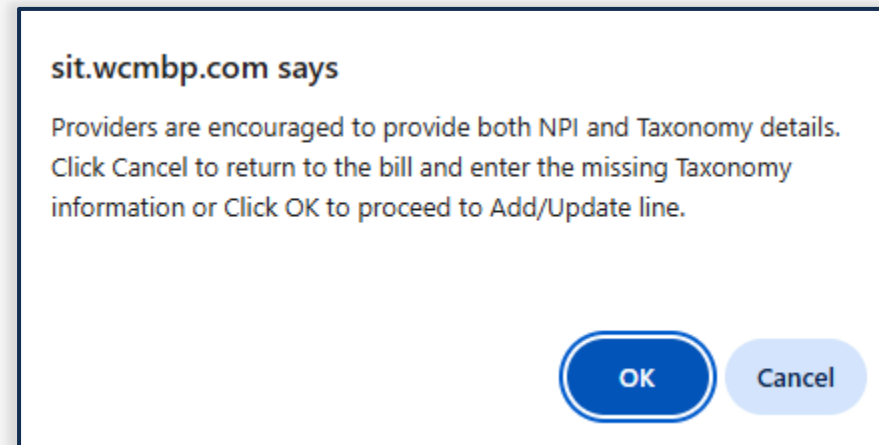 sit.wcmbp.com says
Providers are encouraged to provide both NPI and Taxonomy details.
Click Cancel to return to the bill and enter the missing Taxonomy
information or Click OK to proceed to Add/Update line.
OK
Cancel